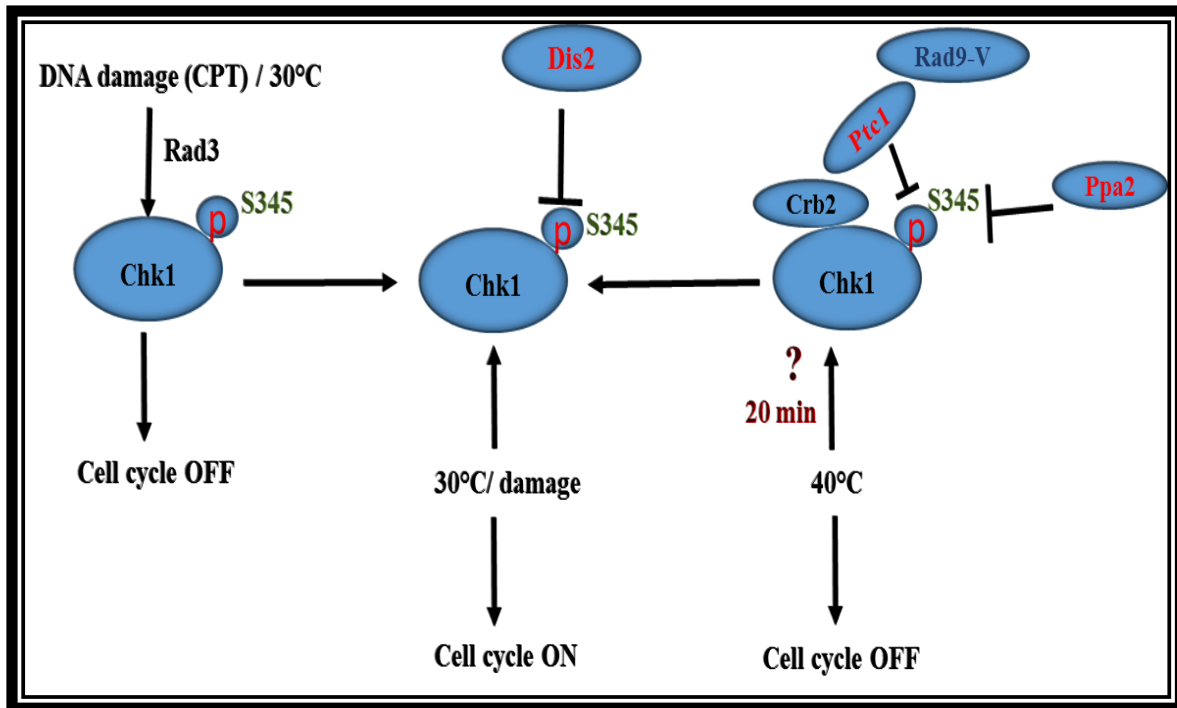 DNA damage (CPT) / 30°C
Rad3
p
S345
Chk1
Cell cycle OFF
Dis2
p
S345
Chk1
30°C/ damage
Cell cycle ON
Rad9-V
Ptc1
Ppa2
Crb2
S345
p
Chk1
?
20 min
40°C
Cell cycle OFF